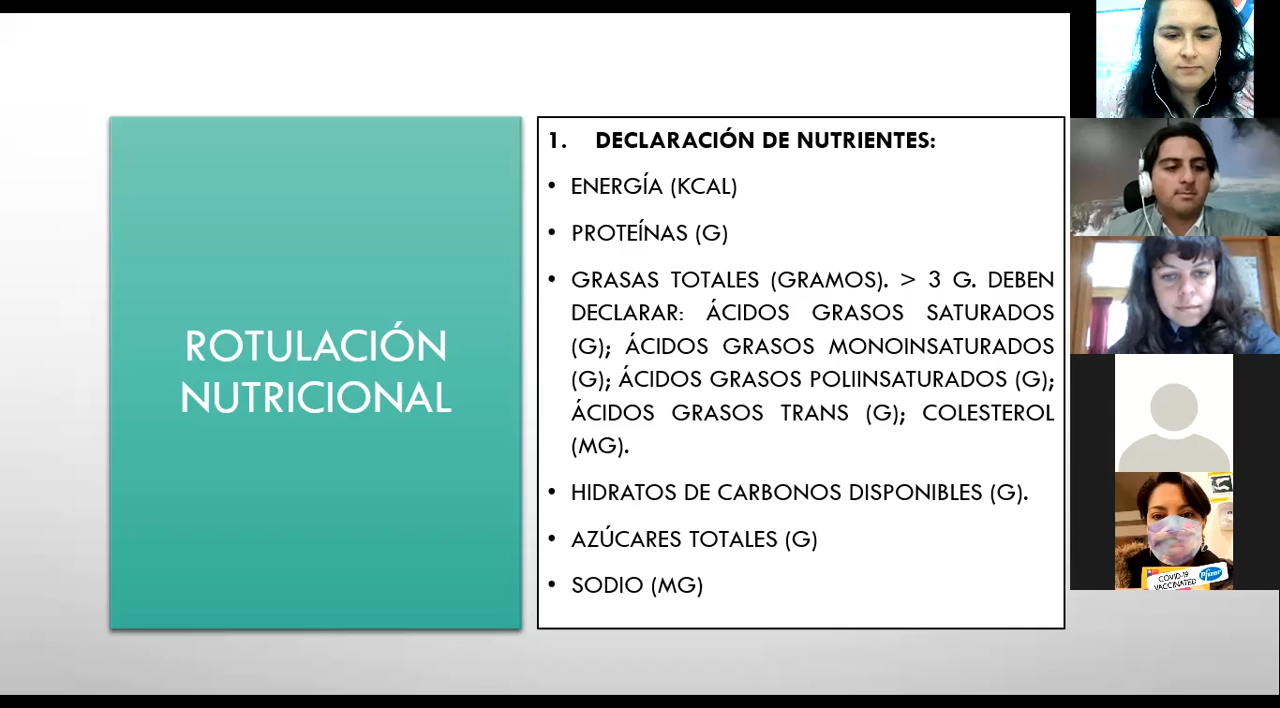 ROTULACIÓN
NUTRICIONAL
1. DECLARACIÓN DE NUTRIENTES:
• ENERGÍA (KCAL)
• PROTEÍNAS (G)
• GRASAS TOTALES (GRAMOS). > 3 G. DEBEN
DECLARAR: ÁCIDOS GRASOS SATURADOS
(G); ÁCIDOS GRASOS MONOINSATURADOS
(G); ÁCIDOS GRASOS POLIINSATURADOS (G);
ÁCIDOS GRASOS TRANS (G); COLESTEROL
(MG).
• HIDRATOS DE CARBONOS DISPONIBLES (G).
• AZÚCARES TOTALES (G)
• SODIO (MG)
COVID-19
VACCINATED
Pfizer